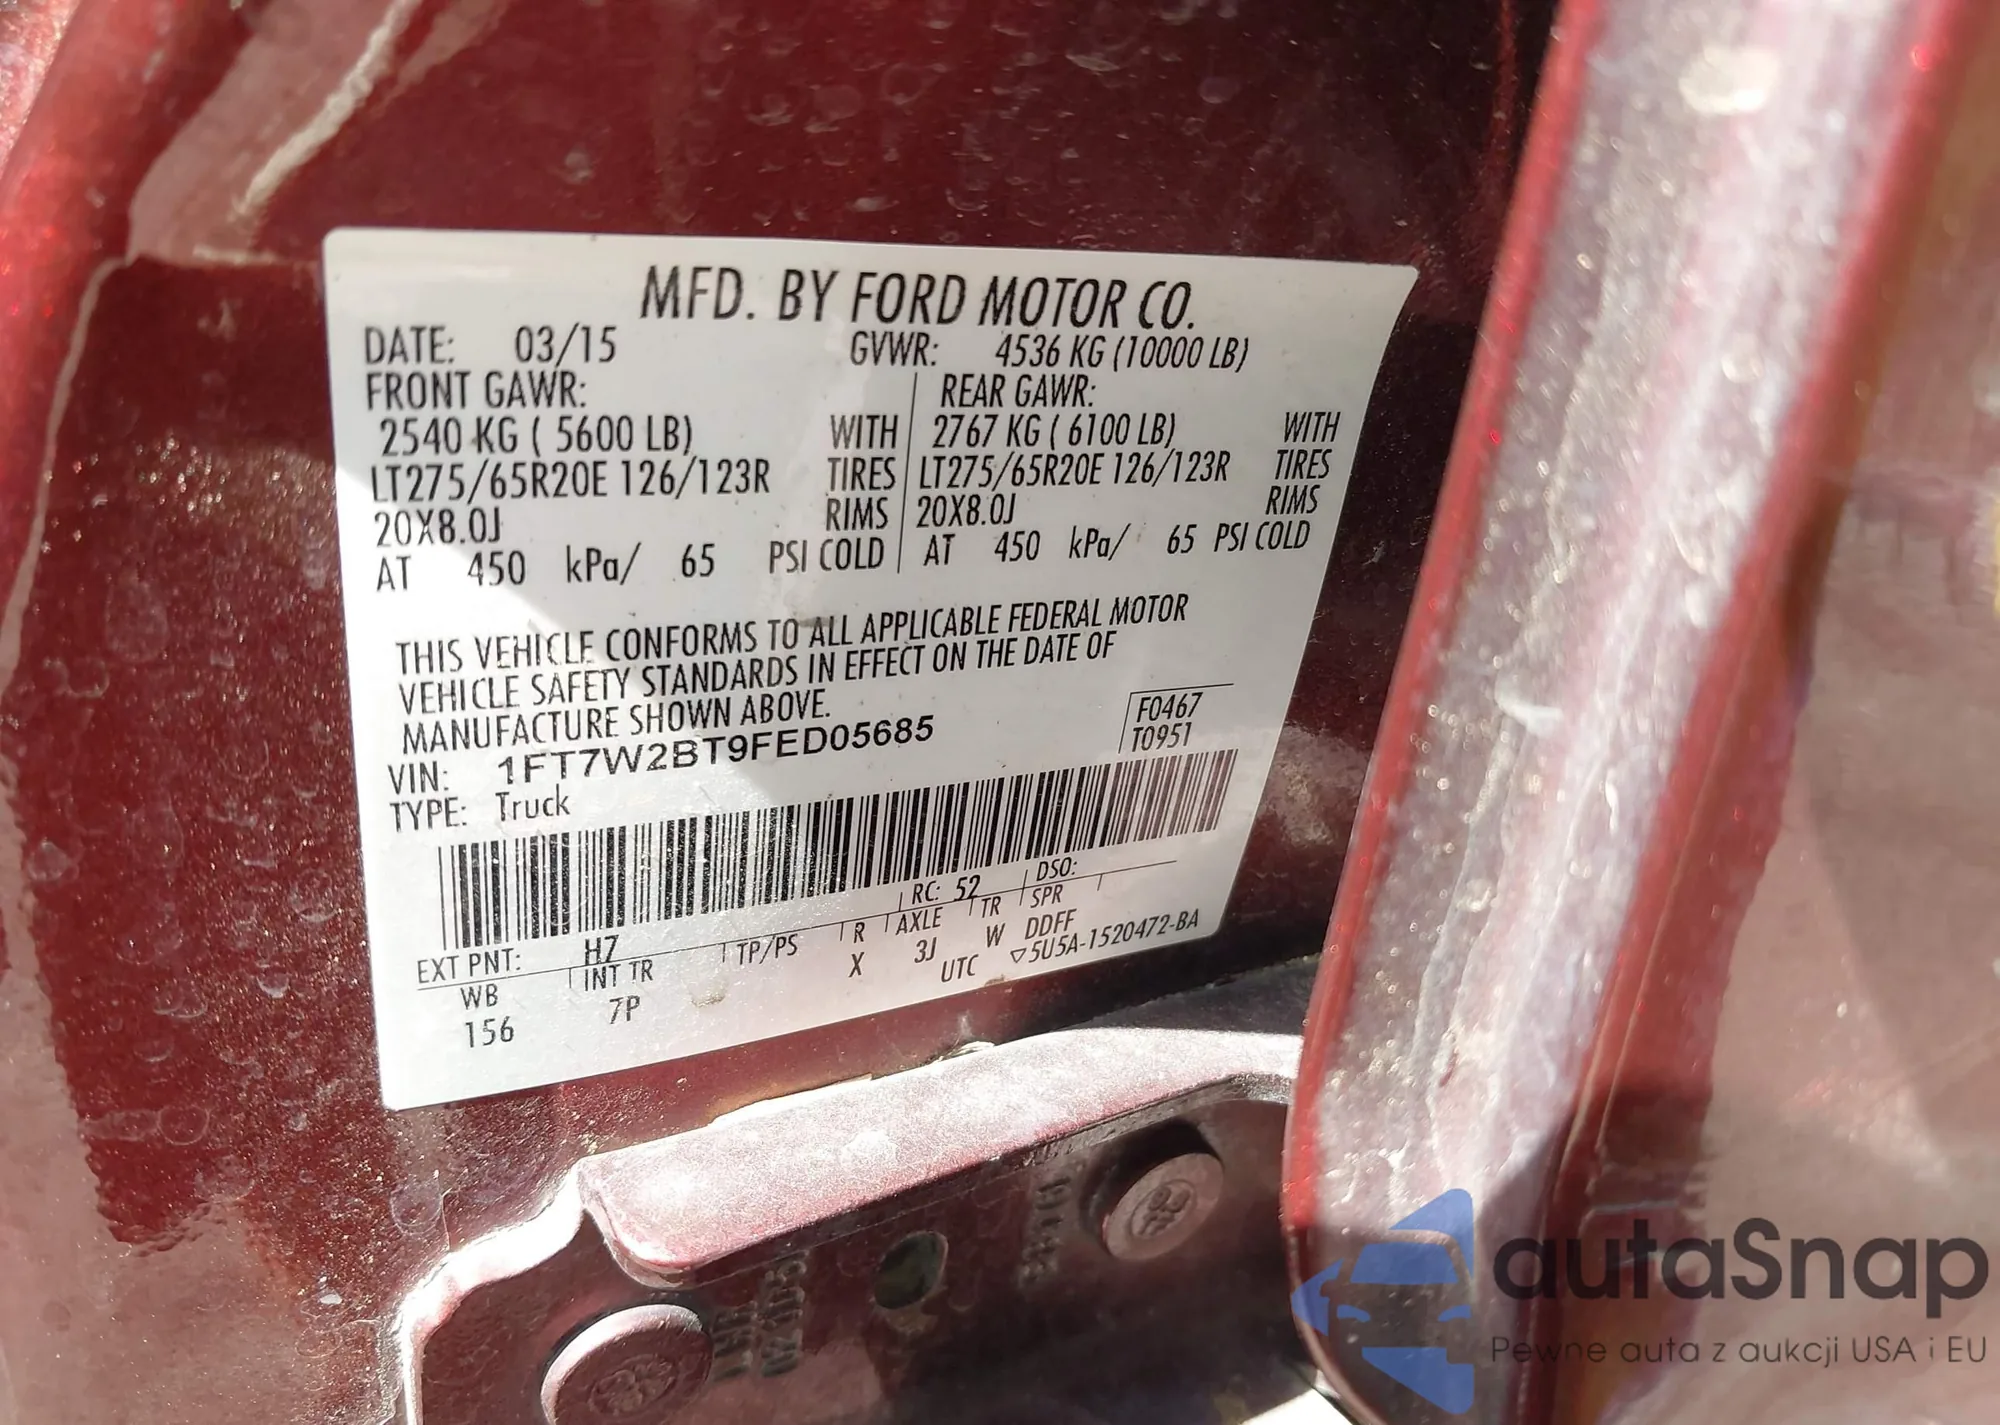 MFD. BY FORD MOTOR CO.
DATE: 03/15 GVWR: 4536 KG (10000 LB)
FRONT GAWR: REAR GAWR:
2540 KG ( 5600 LB) WITH 2767 KG ( 6100 LB) WITH
LT275/65R20E 126/123R TIRES LT275/65R20E 126/123R TIRES
20X8.0J RIMS 20X8.0J RIMS
AT 450 kPa/ 65 PSI COLD AT 450 kPa/ 65 PSI COLD
THIS VEHICLE CONFORMS TO ALL APPLICABLE FEDERAL MOTOR
VEHICLE SAFETY STANDARDS IN EFFECT ON THE DATE OF
MANUFACTURE SHOWN ABOVE.
F0467
T0951
VIN: 1FT7W2BT9FED05685
TYPE: Truck
EXT PNT: H7 RC: 52 DSO:
WB INT TR TP/PS R AXLE TR SPR
156 7P X 3J W DDFF
UTC ▽5U5A-1520472-BA
autaSnap
Pewne auta z aukcji USA i EU